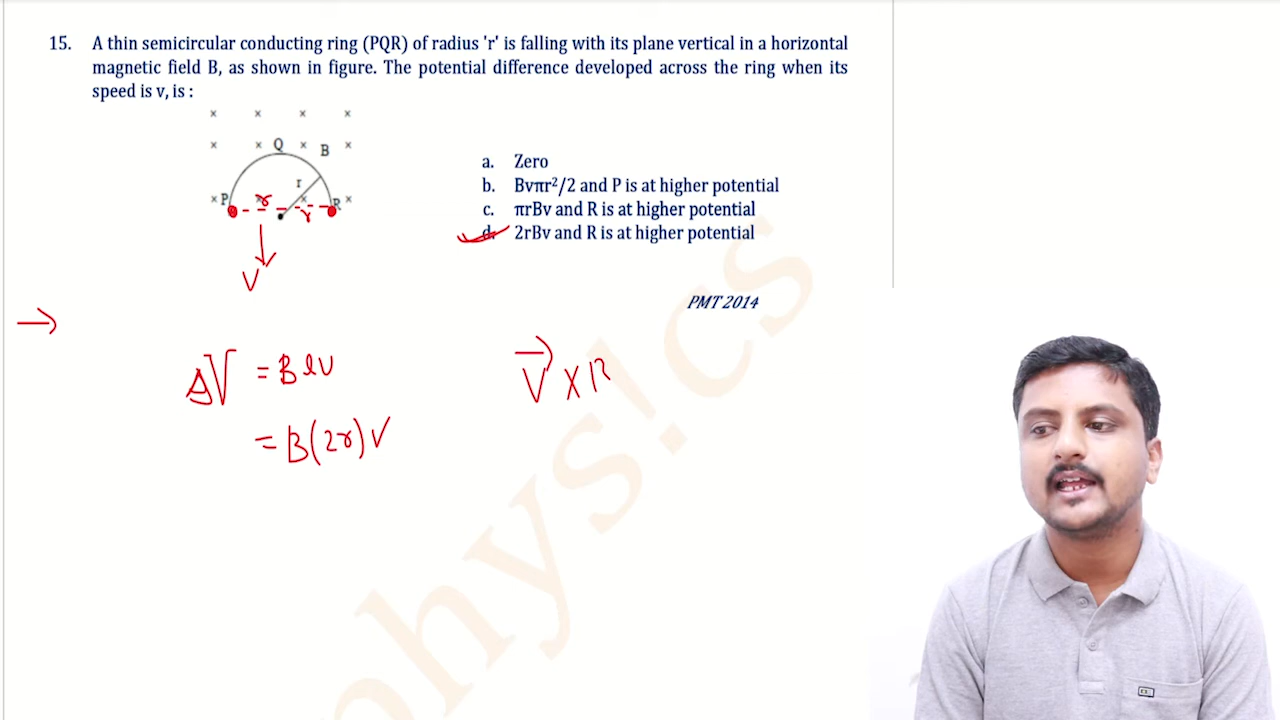 15. A thin semicircular conducting ring (PQR) of radius 'r' is falling with its plane vertical in a horizontal
magnetic field B, as shown in figure. The potential difference developed across the ring when its
speed is v, is :
× × × ×
× × Q × B ×
× P × r × R ×
r r
V
a. Zero
b. Bvπr²/2 and P is at higher potential
c. πrBv and R is at higher potential
d. 2rBv and R is at higher potential
PMT 2014
→
ΔV = Blv
= B(2r)V
V⃗ × B
phys!cs